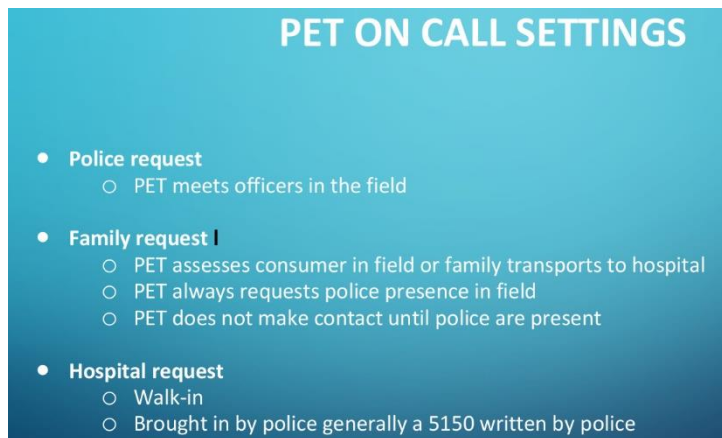 PET ON CALL SETTINGS
● Police request
○ PET meets officers in the field
● Family request
○ PET assesses consumer in field or family transports to hospital
○ PET always requests police presence in field
○ PET does not make contact until police are present
● Hospital request
○ Walk-in
○ Brought in by police generally a 5150 written by police